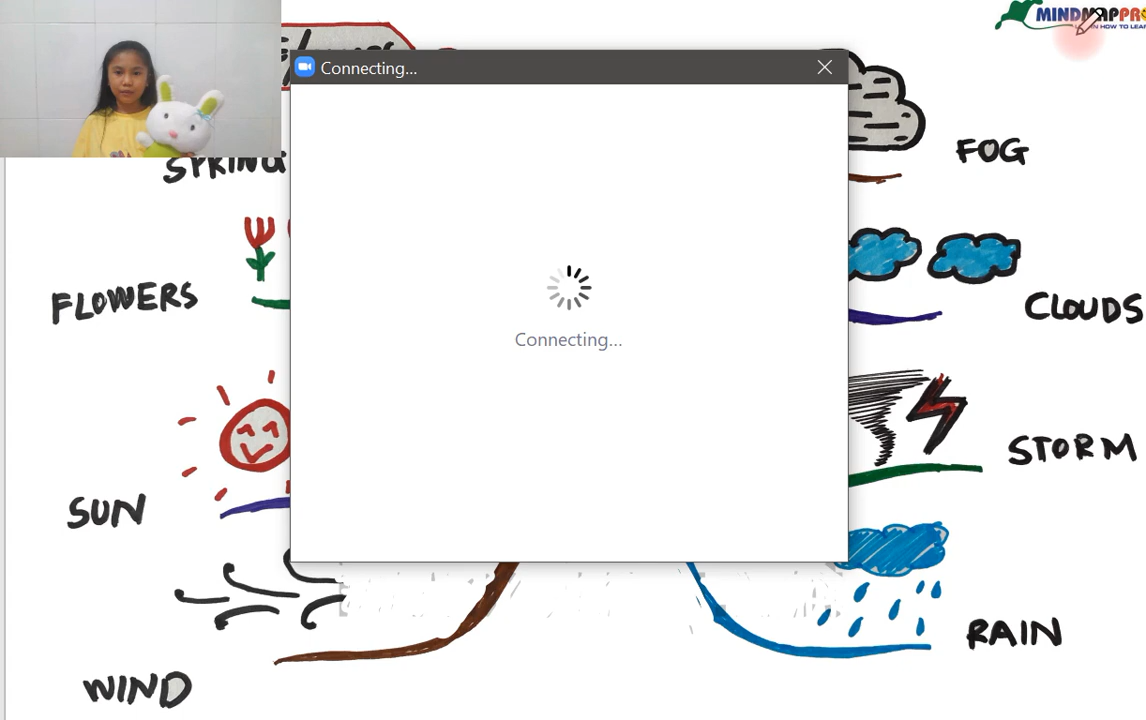 MINDMAPPRO
Connecting...
FOG
SPRING
FLOWERS
CLOUDS
Connecting...
STORM
SUN
RAIN
WIND